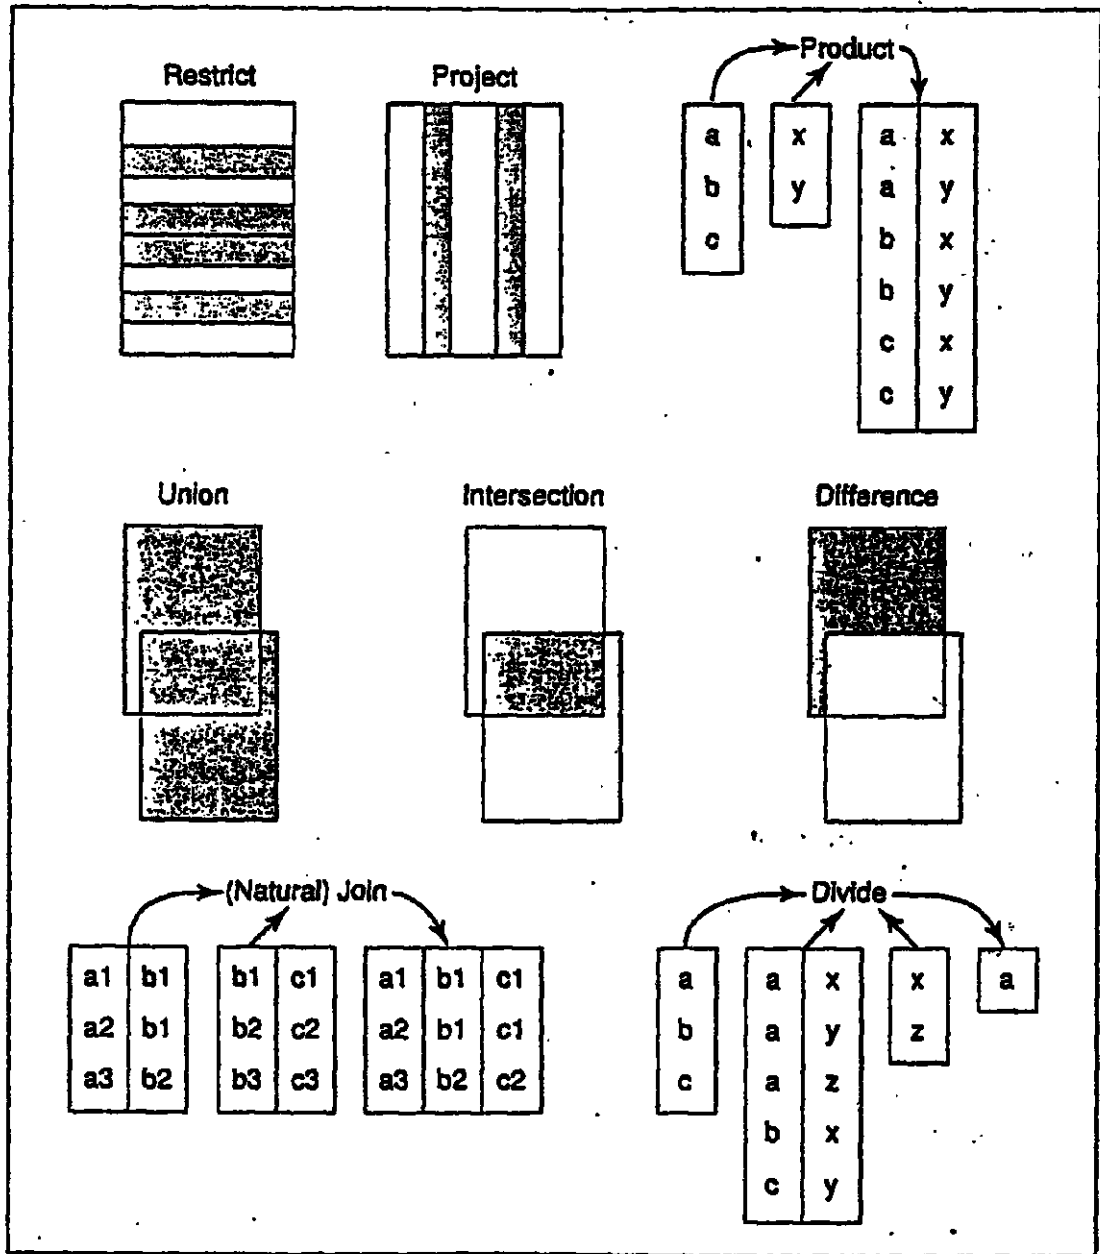 Restrict
Project
Product
a
b
c
x
y
a x
a y
b x
b y
c x
c y
Union
Intersection
Difference
(Natural) Join
a1 b1
a2 b1
a3 b2
b1 c1
b2 c2
b3 c3
a1 b1 c1
a2 b1 c1
a3 b2 c2
Divide
a
b
c
a x
a y
a z
b x
c y
x
z
a